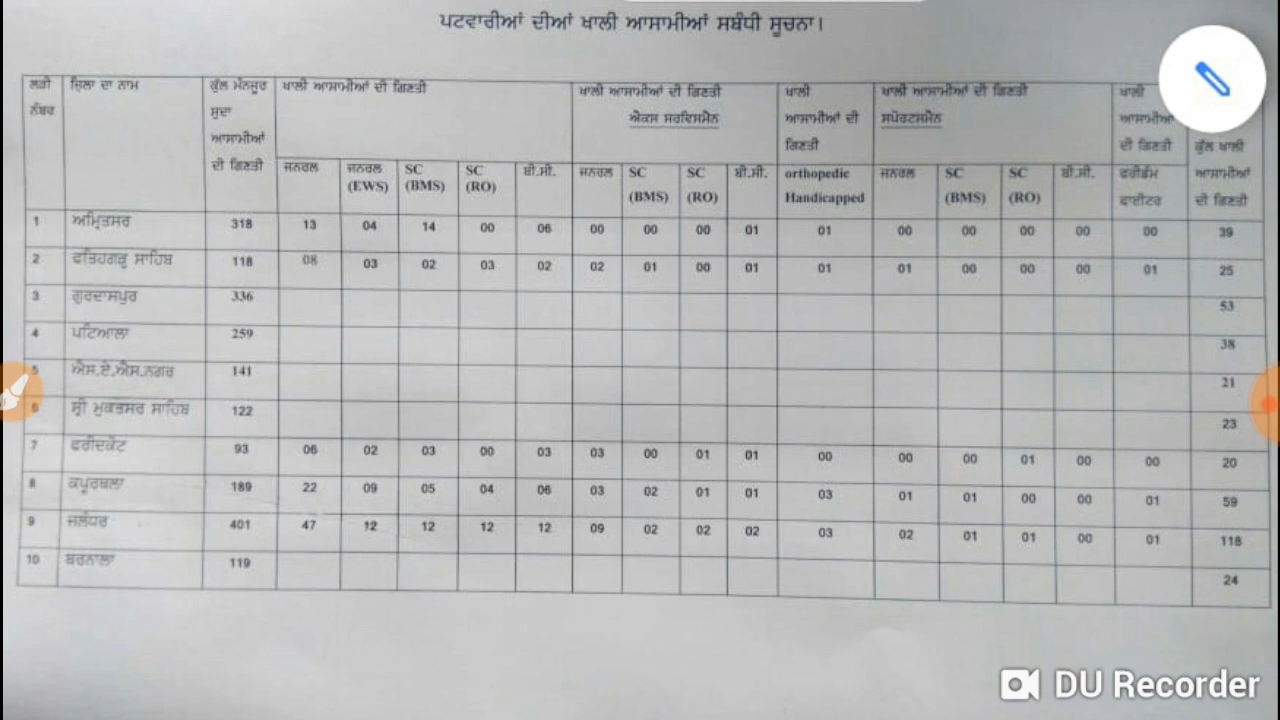 ਪਟਵਾਰੀਆਂ ਦੀਆਂ ਖਾਲੀ ਆਸਾਮੀਆਂ ਸਬੰਧੀ ਸੂਚਨਾ।
ਲੜੀ ਨੰਬਰ ਜ਼ਿਲਾ ਦਾ ਨਾਮ ਕੁੱਲ ਮੰਨਜੂਰ ਸ਼ੁਦਾ ਆਸਾਮੀਆਂ ਦੀ ਗਿਣਤੀ ਖਾਲੀ ਆਸਾਮੀਆਂ ਦੀ ਗਿਣਤੀ ਖਾਲੀ ਆਸਾਮੀਆਂ ਦੀ ਗਿਣਤੀ ਐਕਸ ਸਰਵਿਸਮੈਨ ਖਾਲੀ ਆਸਾਮੀਆਂ ਦੀ ਗਿਣਤੀ ਖਾਲੀ ਆਸਾਮੀਆਂ ਦੀ ਗਿਣਤੀ ਸਪੋਰਟਸਮੈਨ ਖਾਲੀ ਆਸਾਮੀਆਂ ਦੀ ਗਿਣਤੀ ਕੁੱਲ ਖਾਲੀ ਆਸਾਮੀਆਂ ਦੀ ਗਿਣਤੀ
ਜਨਰਲ ਜਨਰਲ (EWS) SC (BMS) SC (RO) ਬੀ.ਸੀ. ਜਨਰਲ SC (BMS) SC (RO) ਬੀ.ਸੀ. orthopedic Handicapped ਜਨਰਲ SC (BMS) SC (RO) ਬੀ.ਸੀ. ਫਰੀਡਮ ਫਾਈਟਰ
1 ਅਮ੍ਰਿਤਸਰ 318 13 04 14 00 06 00 00 00 01 01 00 00 00 00 00 39
2 ਫਤਿਹਗੜ੍ਹ ਸਾਹਿਬ 118 08 03 02 03 02 02 01 00 01 01 01 00 00 00 01 25
3 ਗੁਰਦਾਸਪੁਰ 336 53
4 ਪਟਿਆਲਾ 259 38
5 ਐਸ.ਏ.ਐਸ.ਨਗਰ 141 21
6 ਸ੍ਰੀ ਮੁਕਤਸਰ ਸਾਹਿਬ 122 23
7 ਫਰੀਦਕੋਟ 93 06 02 03 00 03 03 00 01 01 00 00 00 01 00 00 20
8 ਕਪੂਰਥਲਾ 189 22 09 05 04 06 03 02 01 01 03 01 01 00 00 01 59
9 ਜਲੰਧਰ 401 47 12 12 12 12 09 02 02 02 03 02 01 01 00 01 118
10 ਬਰਨਾਲਾ 119 24
DU Recorder